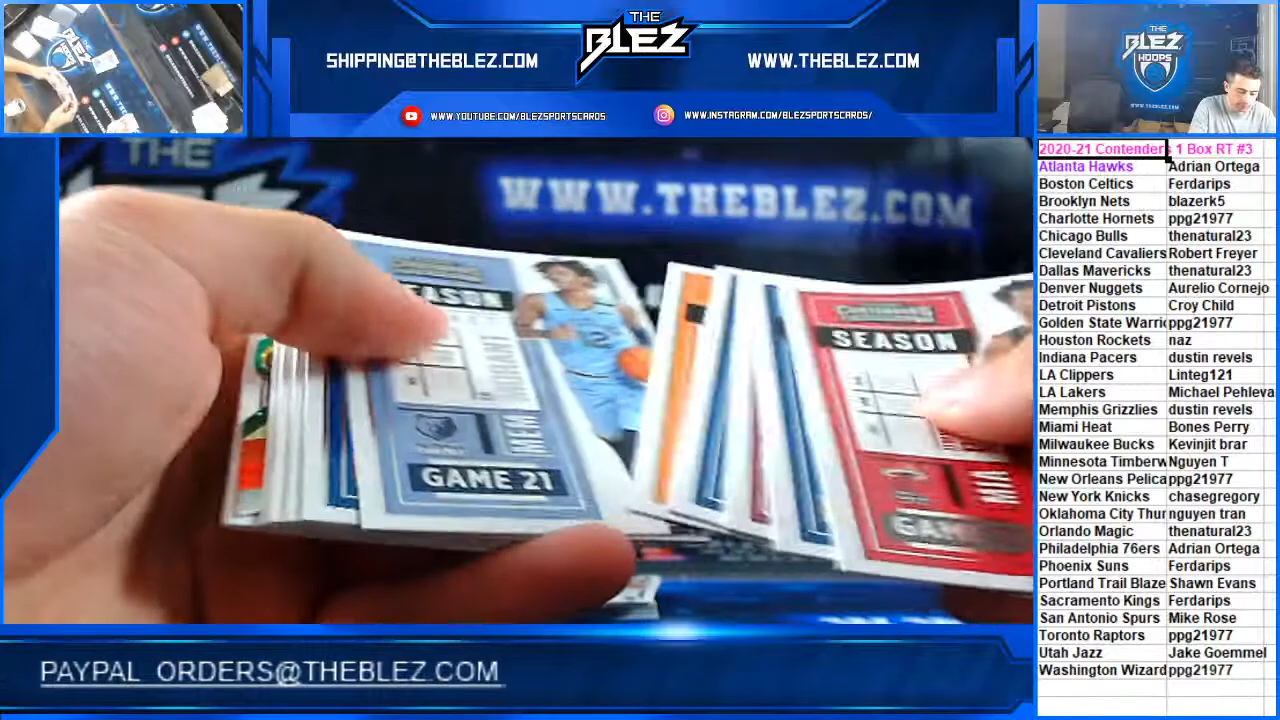 THE
BLEZ
SHIPPING@THEBLEZ.COM
WWW.THEBLEZ.COM
WWW.YOUTUBE.COM/BLEZSPORTSCARDS
WWW.INSTAGRAM.COM/BLEZSPORTSCARDS/
THE
BLEZ
HOOPS
THE
WWW.THEBLEZ.COM
SEASON
MEM
GAME 21
SEASON
MIA
2020-21 Contenders 1 Box RT #3
Atlanta Hawks Adrian Ortega
Boston Celtics Ferdarips
Brooklyn Nets blazerk5
Charlotte Hornets ppg21977
Chicago Bulls thenatural23
Cleveland Cavaliers Robert Freyer
Dallas Mavericks thenatural23
Denver Nuggets Aurelio Cornejo
Detroit Pistons Croy Child
Golden State Warri ppg21977
Houston Rockets naz
Indiana Pacers dustin revels
LA Clippers Linteg121
LA Lakers Michael Pehleva
Memphis Grizzlies dustin revels
Miami Heat Bones Perry
Milwaukee Bucks Kevinjit brar
Minnesota Timberw Nguyen T
New Orleans Pelica ppg21977
New York Knicks chasegregory
Oklahoma City Thur nguyen tran
Orlando Magic thenatural23
Philadelphia 76ers Adrian Ortega
Phoenix Suns Ferdarips
Portland Trail Blaze Shawn Evans
Sacramento Kings Ferdarips
San Antonio Spurs Mike Rose
Toronto Raptors ppg21977
Utah Jazz Jake Goemmel
Washington Wizard ppg21977
PAYPAL_ORDERS@THEBLEZ.COM